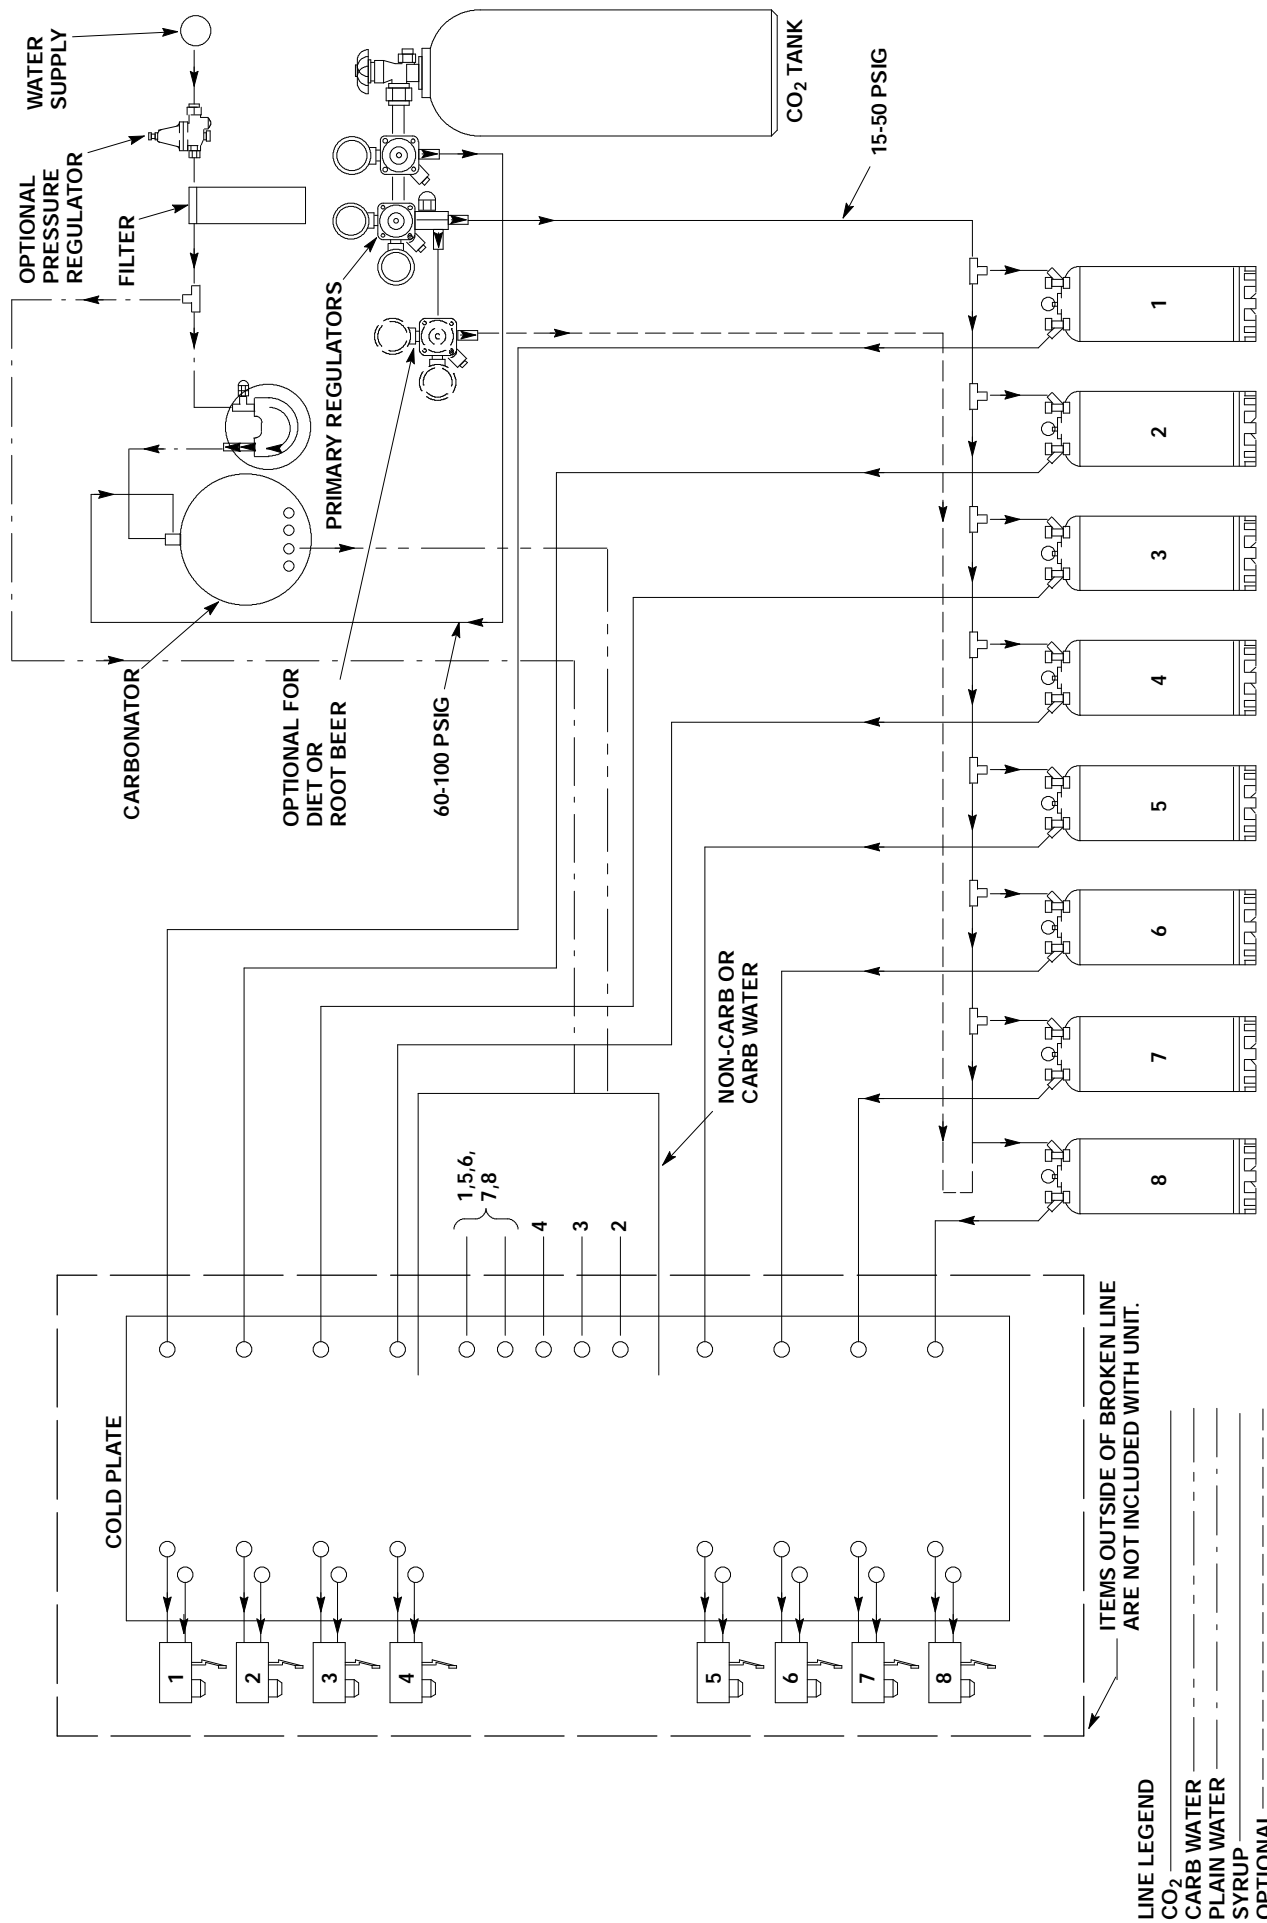 WATER
SUPPLY
OPTIONAL
PRESSURE
REGULATOR
FILTER
CO2 TANK
PRIMARY REGULATORS
15-50 PSIG
CARBONATOR
OPTIONAL FOR
DIET OR
ROOT BEER
60-100 PSIG
1
2
3
4
5
6
7
8
NON-CARB OR
CARB WATER
1,5,6,
7,8
4
3
2
COLD PLATE
1
2
3
4
5
6
7
8
ITEMS OUTSIDE OF BROKEN LINE
ARE NOT INCLUDED WITH UNIT.
LINE LEGEND
CO2
CARB WATER
PLAIN WATER
SYRUP
OPTIONAL